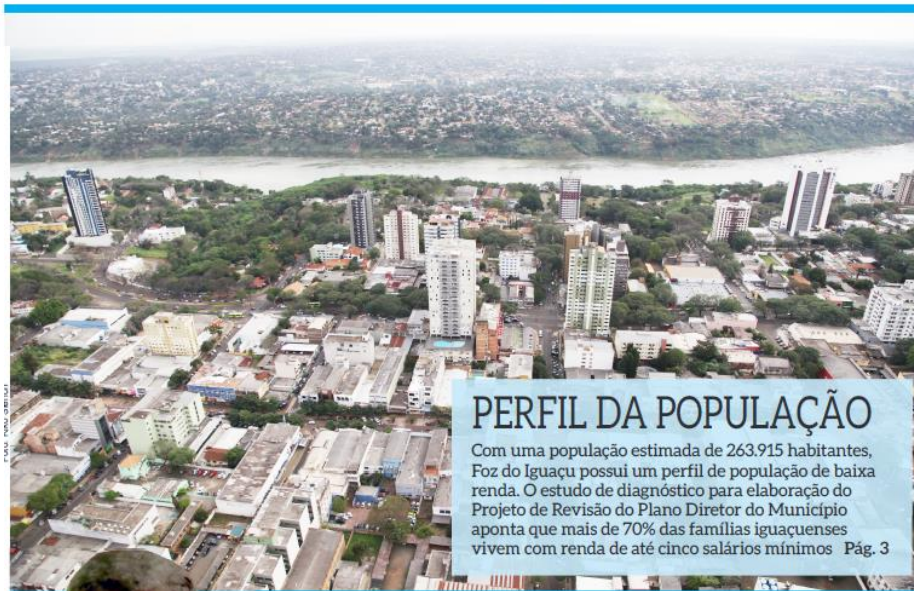 PERFIL DA POPULAÇÃO
Com uma população estimada de 263.915 habitantes,
Foz do Iguaçu possui um perfil de população de baixa
renda. O estudo de diagnóstico para elaboração do
Projeto de Revisão do Plano Diretor do Município
aponta que mais de 70% das famílias iguaçuenses
vivem com renda de até cinco salários mínimos Pág. 3